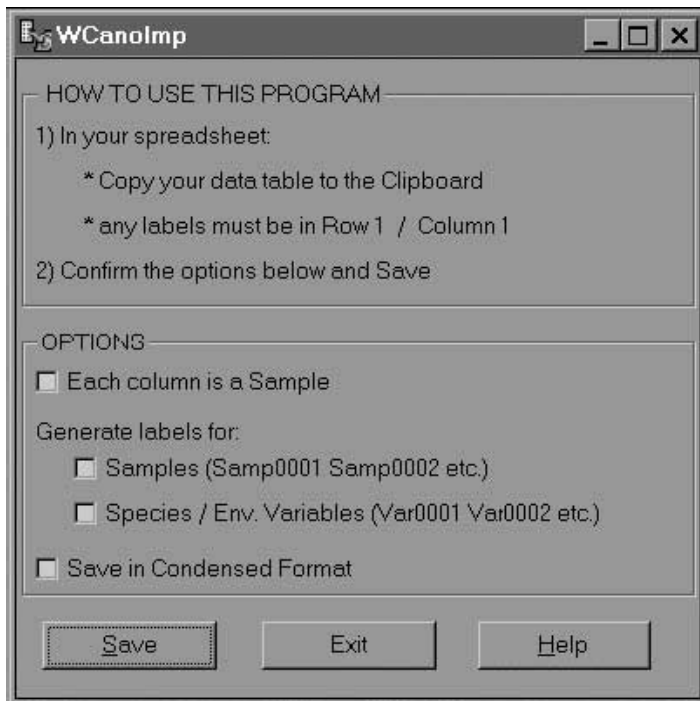 WCanoImp
HOW TO USE THIS PROGRAM
1) In your spreadsheet:
* Copy your data table to the Clipboard
* any labels must be in Row 1 / Column 1
2) Confirm the options below and Save
OPTIONS
Each column is a Sample
Generate labels for:
Samples (Samp0001 Samp0002 etc.)
Species / Env. Variables (Var0001 Var0002 etc.)
Save in Condensed Format
Save Exit Help